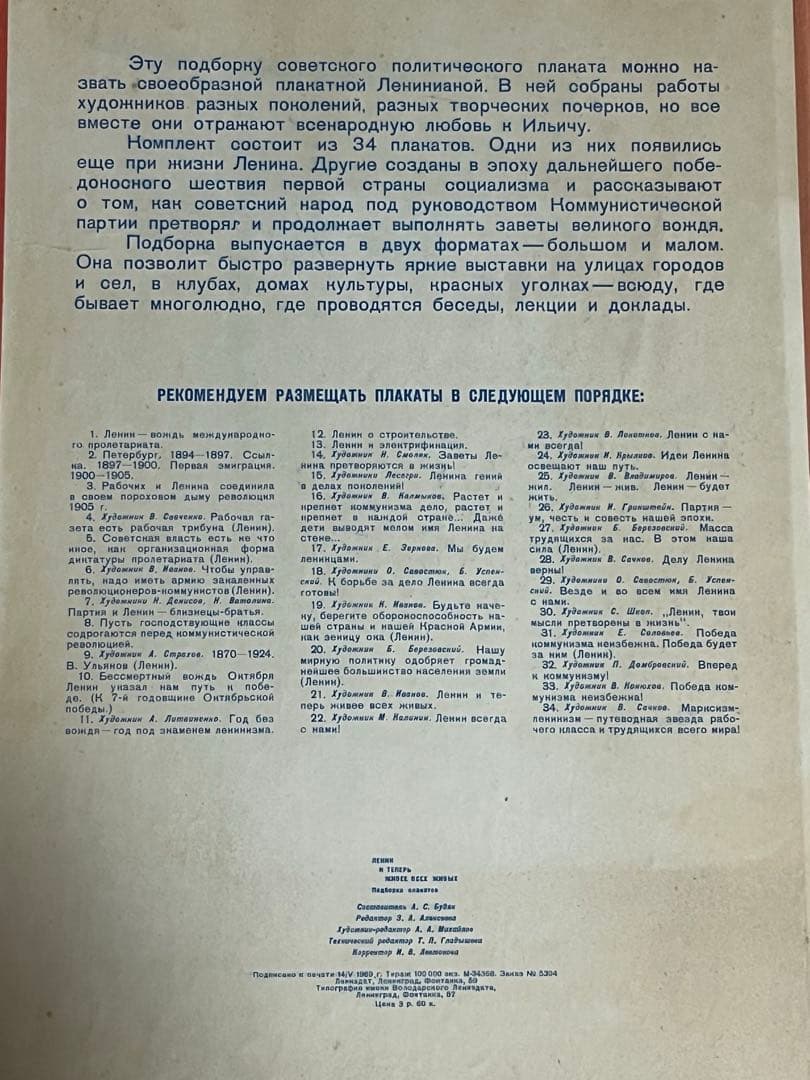 Эту подборку советского политического плаката можно на-
звать своеобразной плакатной Ленинианой. В ней собраны работы
художников разных поколений, разных творческих почерков, но все
вместе они отражают всенародную любовь к Ильичу.
Комплект состоит из 34 плакатов. Одни из них появились
еще при жизни Ленина. Другие созданы в эпоху дальнейшего побе-
доносного шествия первой страны социализма и рассказывают
о том, как советский народ под руководством Коммунистической
партии претворял и продолжает выполнять заветы великого вождя.
Подборка выпускается в двух форматах — большом и малом.
Она позволит быстро развернуть яркие выставки на улицах городов
и сел, в клубах, домах культуры, красных уголках — всюду, где
бывает многолюдно, где проводятся беседы, лекции и доклады.
РЕКОМЕНДУЕМ РАЗМЕЩАТЬ ПЛАКАТЫ В СЛЕДУЮЩЕМ ПОРЯДКЕ:
1. Ленин — вождь международно-
го пролетариата.
2. Петербург. 1894—1897. Ссыл-
ка. 1897—1900. Первая эмиграция.
1900—1905.
3. Рабочих и Ленина соединила
в своем пороховом дыму революция
1905 г.
4. Художник В. Савченко. Рабочая га-
зета есть рабочая трибуна (Ленин).
5. Советская власть есть не что
иное, как организационная форма
диктатуры пролетариата (Ленин).
6. Художник В. Иванов. Чтобы управ-
лять, надо иметь армию закаленных
революционеров-коммунистов (Ленин).
7. Художники Н. Денисов, Н. Ватолина.
Партия и Ленин — близнецы-братья.
8. Пусть господствующие классы
содрогаются перед коммунистической
революцией.
9. Художник А. Страхов. 1870—1924.
В. Ульянов (Ленин).
10. Бессмертный вождь Октября
Ленин указал нам путь к побе-
де. (К 7-й годовщине Октябрьской
победы.)
11. Художник А. Литвиненко. Год без
вождя — год под знаменем ленинизма.
12. Ленин о строительстве.
13. Ленин и электрификация.
14. Художник Н. Смоляк. Заветы Ле-
нина претворяются в жизнь!
15. Художники Лесегри. Ленина гений
в делах поколений!
16. Художник В. Калмыков. Растет и
крепнет коммунизма дело, растет и
крепнет в каждой стране... Даже
дети выводят мелом имя Ленина на
стене...
17. Художник Е. Зернова. Мы будем
ленинцами.
18. Художники О. Савостюк, Б. Успен-
ский. К борьбе за дело Ленина всегда
готовы!
19. Художник К. Иванов. Будьте наче-
ку, берегите обороноспособность на-
шей страны и нашей Красной Армии,
как зеницу ока (Ленин).
20. Художник Б. Березовский. Нашу
мирную политику одобряет громад-
нейшее большинство населения земли
(Ленин).
21. Художник В. Иванов. Ленин и те-
перь живее всех живых.
22. Художник М. Калинин. Ленин всегда
с нами!
23. Художник В. Ленин с на-
ми всегда!
24. Художник И. Крылков. Идеи Ленина
освещают наш путь.
25. Художник В. Владимиров. Ленин —
жил. Ленин — жив. Ленин — будет
жить.
26. Художник И. Гринштейн. Партия —
ум, честь и совесть нашей эпохи.
27. Художник Б. Березовский. Масса
трудящихся за нас. В этом наша
сила (Ленин).
28. Художник В. Сачков. Делу Ленина
верны!
29. Художники О. Савостюк, Б. Успен-
ский. Везде и во всем имя Ленина
с нами.
30. Художник С. Шкоп. „Ленин, твои
мысли претворены в жизнь“.
31. Художник Е. Соловьев. Победа
коммунизма неизбежна. Победа будет
за ним (Ленин).
32. Художник П. Домбровский. Вперед
к коммунизму!
33. Художник В. Конюхов. Победа ком-
мунизма неизбежна!
34. Художник В. Сачков. Марксизм-
ленинизм — путеводная звезда рабо-
чего класса и трудящихся всего мира!
ЛЕНИН
И ТЕПЕРЬ
ЖИВЕЕ ВСЕХ ЖИВЫХ
Подборка плакатов
Составитель А. С. Будяк
Редактор З. А. Алексеева
Художник-редактор А. А. Михайлов
Технический редактор Т. П. Гладышева
Корректор И. В. Левтонова
Подписано к печати 14/V 1969 г. Тираж 100 000 экз. М-34368. Заказ № 5394
Лениздат, Ленинград, Фонтанка, 59
Типография имени Володарского Лениздата,
Ленинград, Фонтанка, 57
Цена 3 р. 60 к.